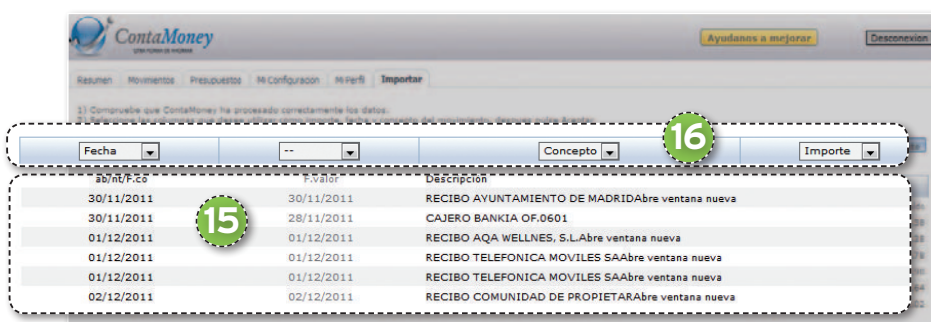 ContaMoney
Ayudanos a mejorar
Desconexion
Resumen Movimientos Presupuestos Mi Configuracion Mi Perfil Importar
1) Compruebe que ContaMoney ha procesado correctamente los datos.
16
Fecha -- Concepto Importe
ab/nt/F.co F.valor Descripcion
30/11/2011 30/11/2011 RECIBO AYUNTAMIENTO DE MADRIDAbre ventana nueva
15
30/11/2011 28/11/2011 CAJERO BANKIA OF.0601
01/12/2011 01/12/2011 RECIBO AQA WELLNES, S.LAbre ventana nueva
01/12/2011 01/12/2011 RECIBO TELEFONICA MOVILES SAAbre ventana nueva
01/12/2011 01/12/2011 RECIBO TELEFONICA MOVILES SAAbre ventana nueva
02/12/2011 02/12/2011 RECIBO COMUNIDAD DE PROPIETARAbre ventana nueva